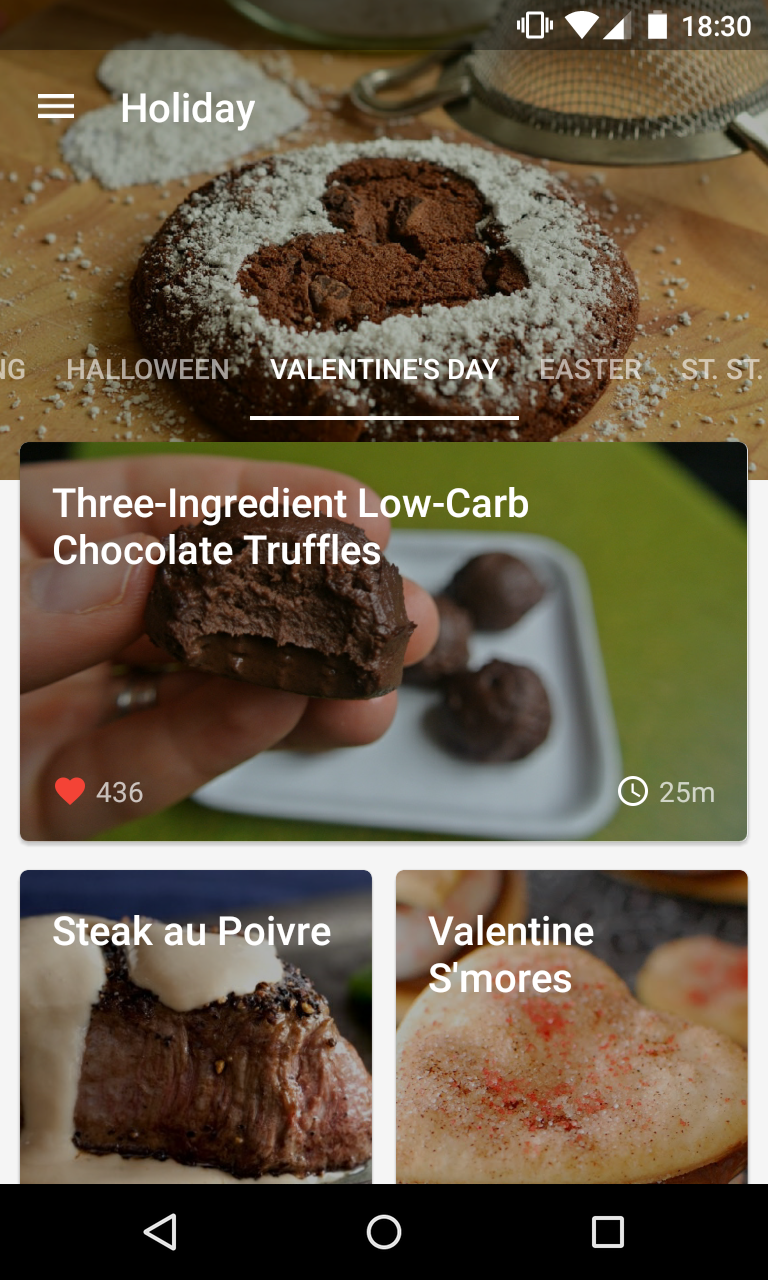 18:30
Holiday
NG HALLOWEEN VALENTINE'S DAY EASTER ST. ST.
Three-Ingredient Low-Carb
Chocolate Truffles
436 25m
Steak au Poivre
Valentine
S'mores